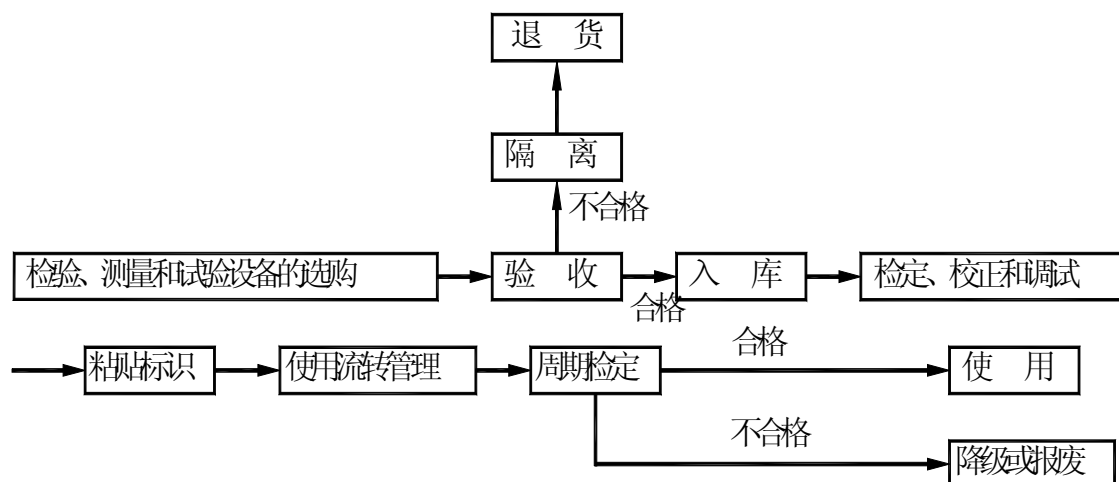 退 货
隔 离
不合格
检验、测量和试验设备的选购
验 收
合格
入 库
检定、校正和调试
粘贴标识
使用流转管理
周期检定
合格
使 用
不合格
降级或报废